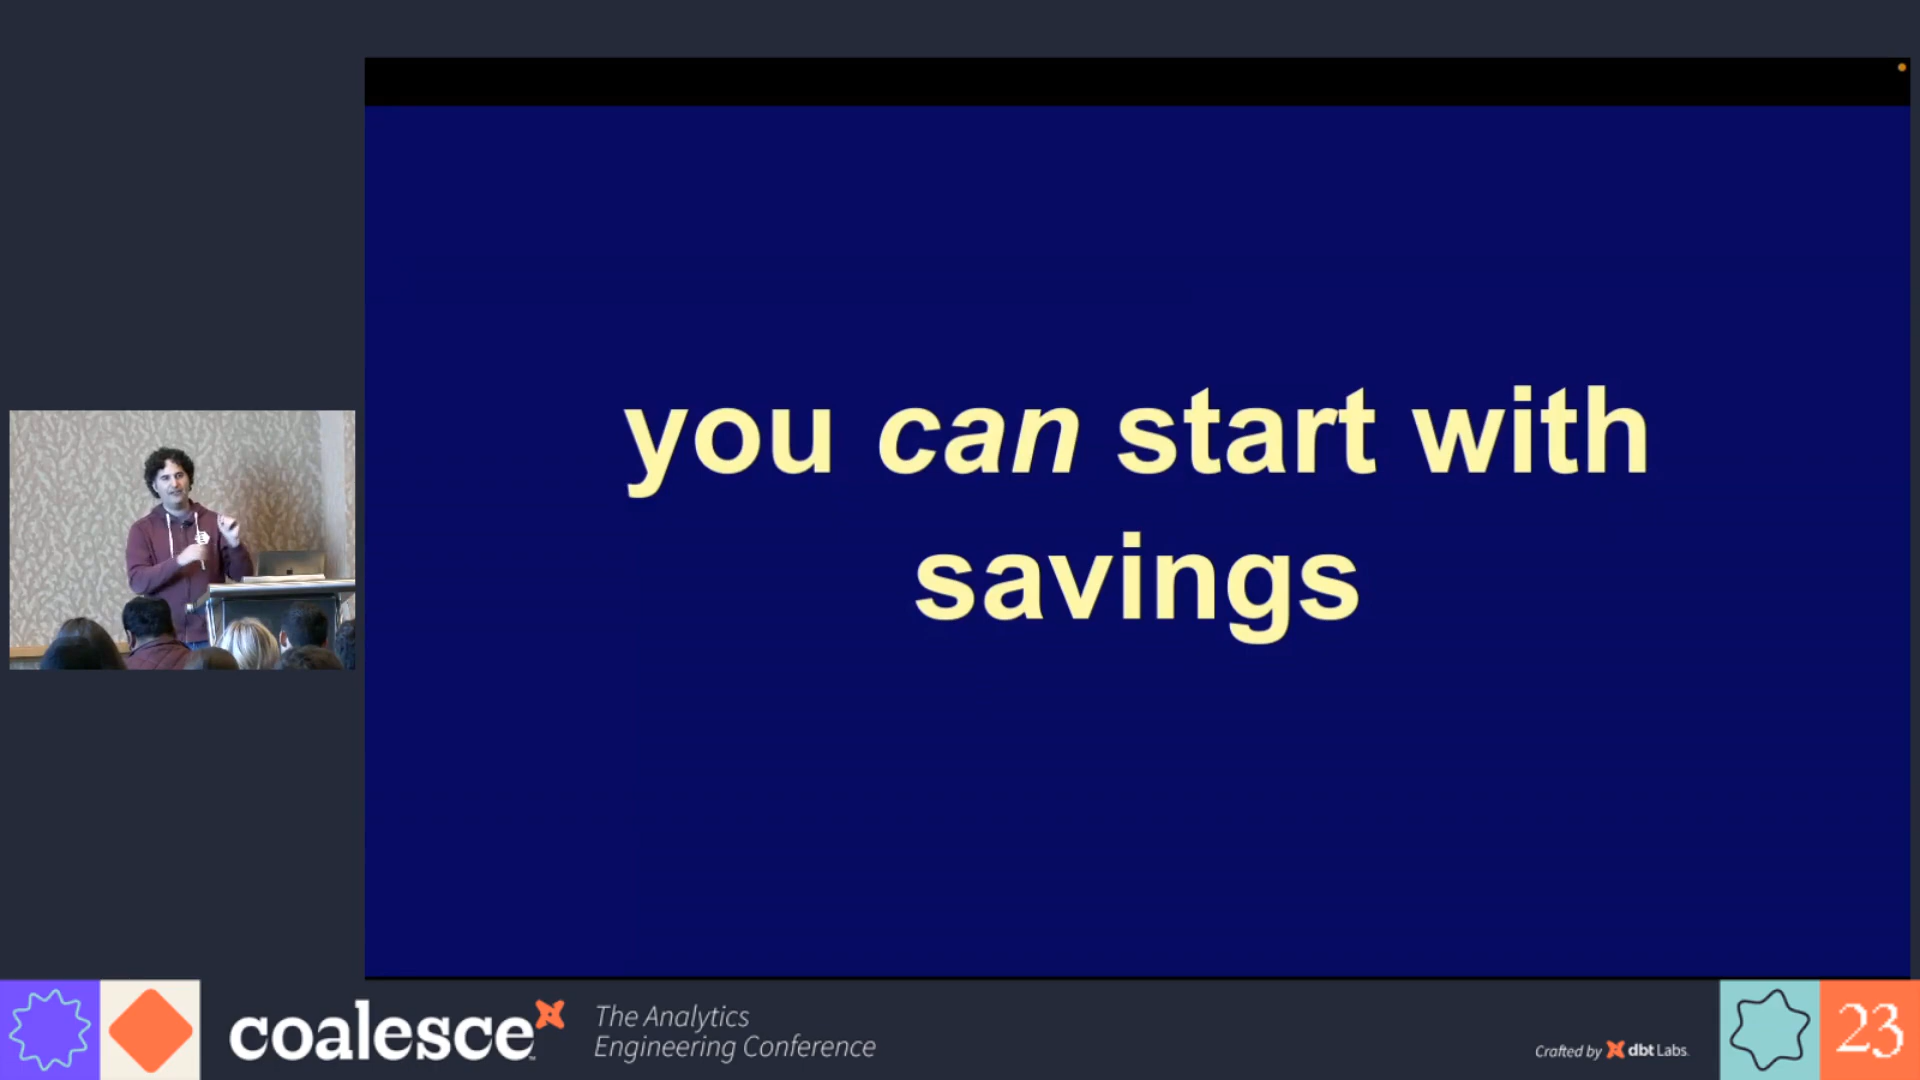 you can start with
savings
coalesce
The Analytics
Engineering Conference
Crafted by dbt Labs
23